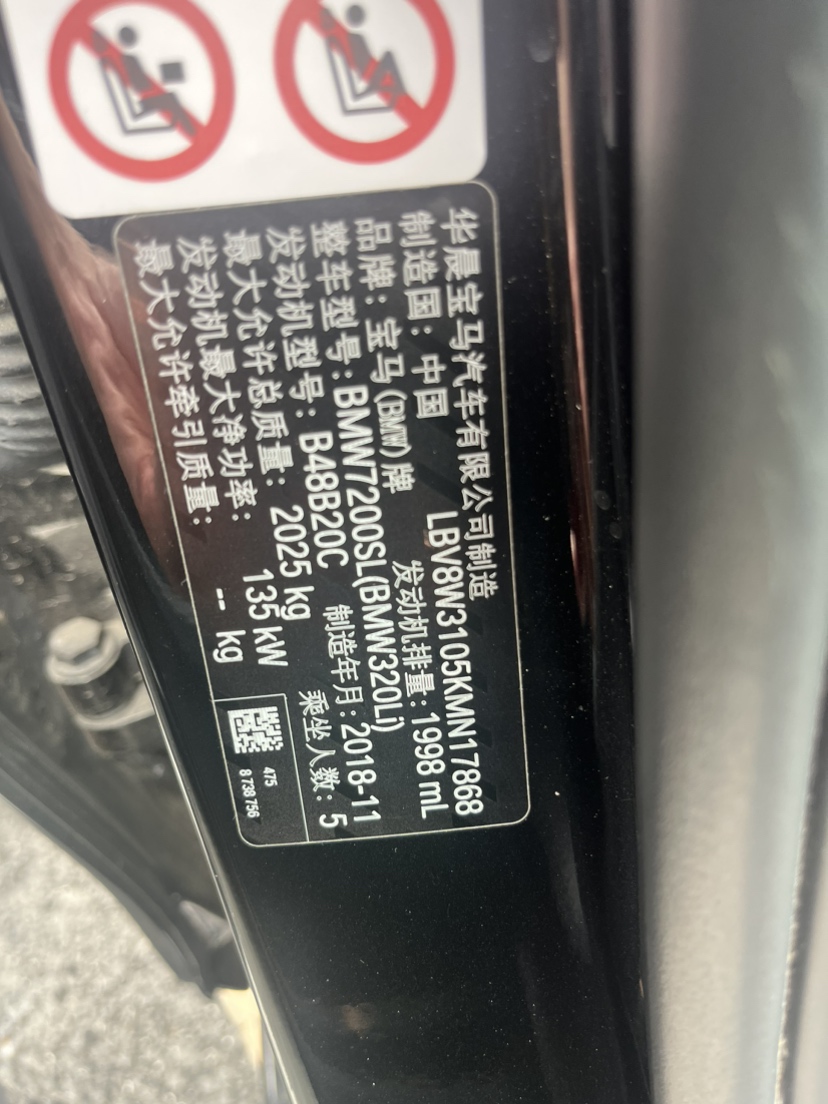 华晨宝马汽车有限公司制造
制造国：中国 LBV8W3105KMN17868
品牌：宝马(BMW)牌 发动机排量：1998 mL
整车型号：BMW7200SL(BMW320Li)
发动机型号：B48B20C 制造年月：2018-11
最大允许总质量： 2025 kg 乘坐人数：5
发动机最大净功率： 135 kW
最大允许牵引质量： -- kg
475
8 738 756